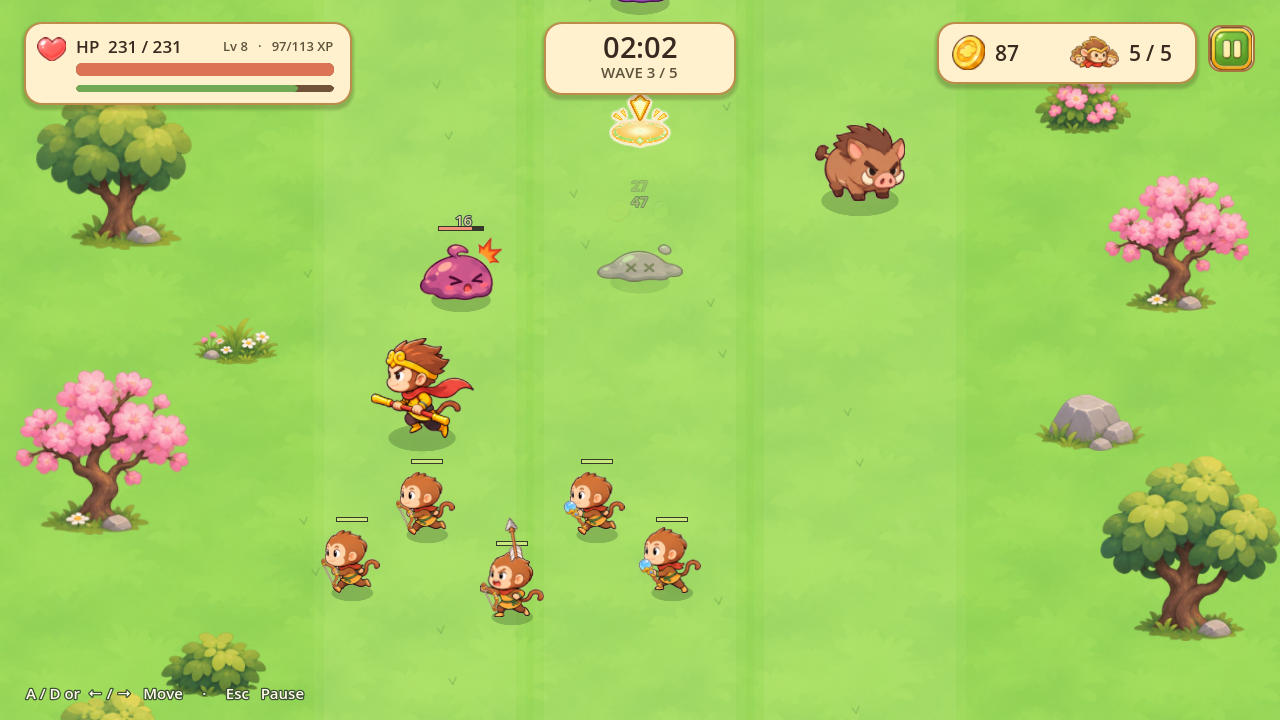 HP 231 / 231 Lv 8 · 97/113 XP
02:02
WAVE 3 / 5
87 5 / 5
27
47
16
A / D or ← / → Move · Esc Pause